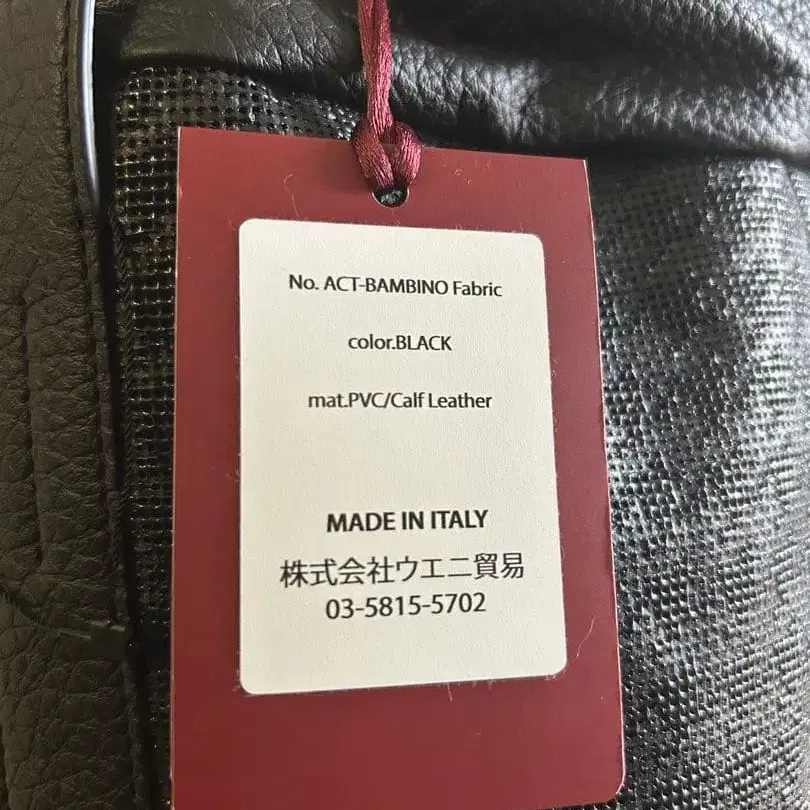 No. ACT-BAMBINO Fabric
color.BLACK
mat.PVC/Calf Leather
MADE IN ITALY
株式会社ウエニ貿易
03-5815-5702